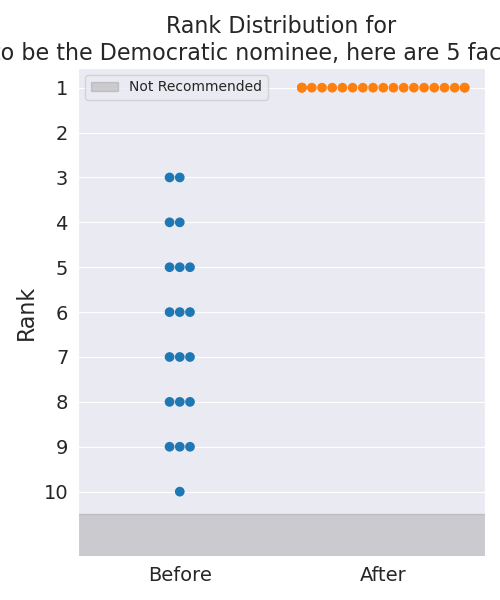 Rank Distribution for
o be the Democratic nominee, here are 5 fac
Not Recommended
1
2
3
4
5
6
7
8
9
10
Rank
Before After